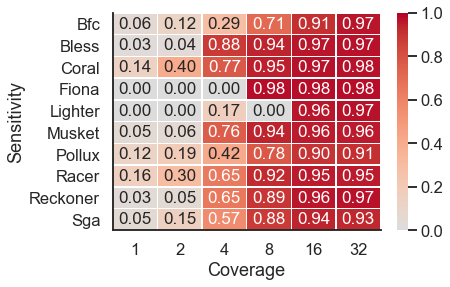 Sensitivity
Bfc 0.06 0.12 0.29 0.71 0.91 0.97
Bless 0.03 0.04 0.88 0.94 0.97 0.97
Coral 0.14 0.40 0.77 0.95 0.97 0.98
Fiona 0.00 0.00 0.00 0.98 0.98 0.98
Lighter 0.00 0.00 0.17 0.00 0.96 0.97
Musket 0.05 0.06 0.76 0.94 0.96 0.96
Pollux 0.12 0.19 0.42 0.78 0.90 0.91
Racer 0.16 0.30 0.65 0.92 0.95 0.95
Reckoner 0.03 0.05 0.65 0.89 0.96 0.97
Sga 0.05 0.15 0.57 0.88 0.94 0.93
1 2 4 8 16 32
Coverage
1.0
0.8
0.6
0.4
0.2
0.0